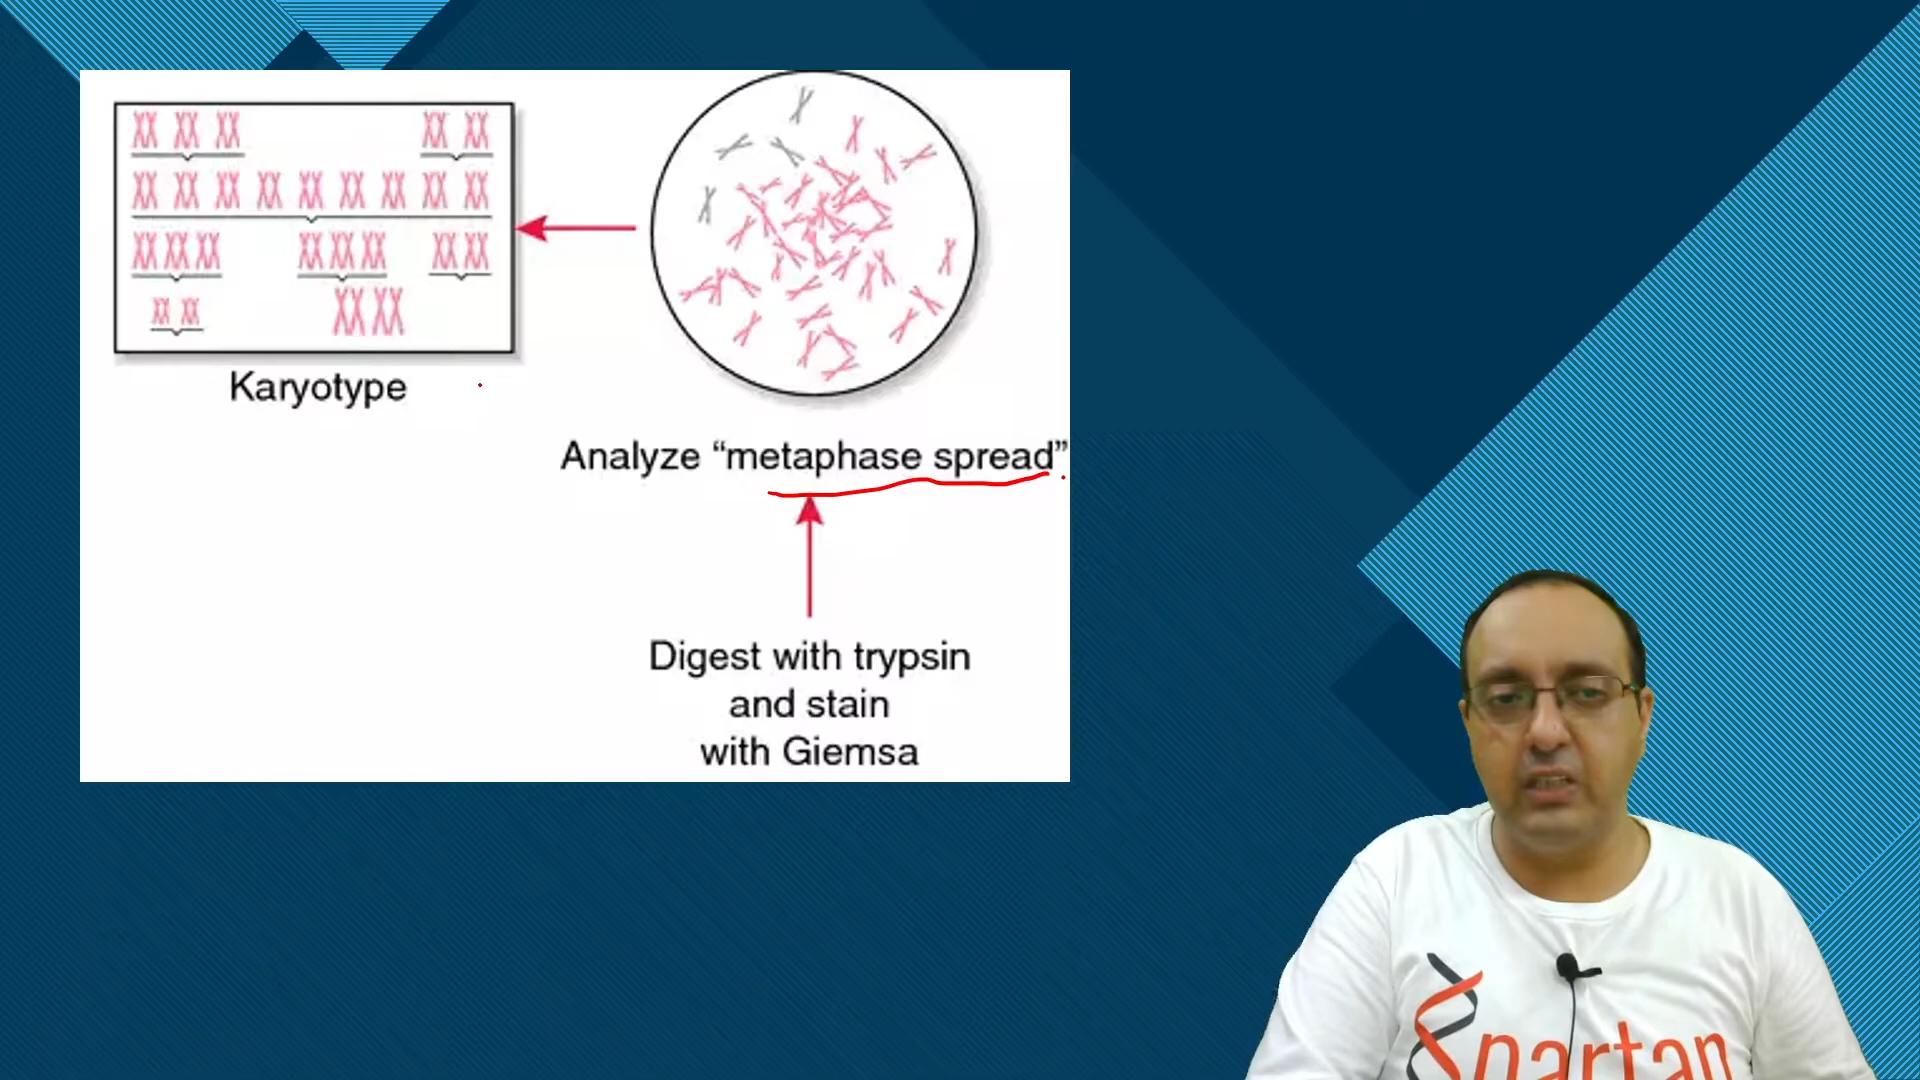 Karyotype
Analyze “metaphase spread”
Digest with trypsin
and stain
with Giemsa
spartan